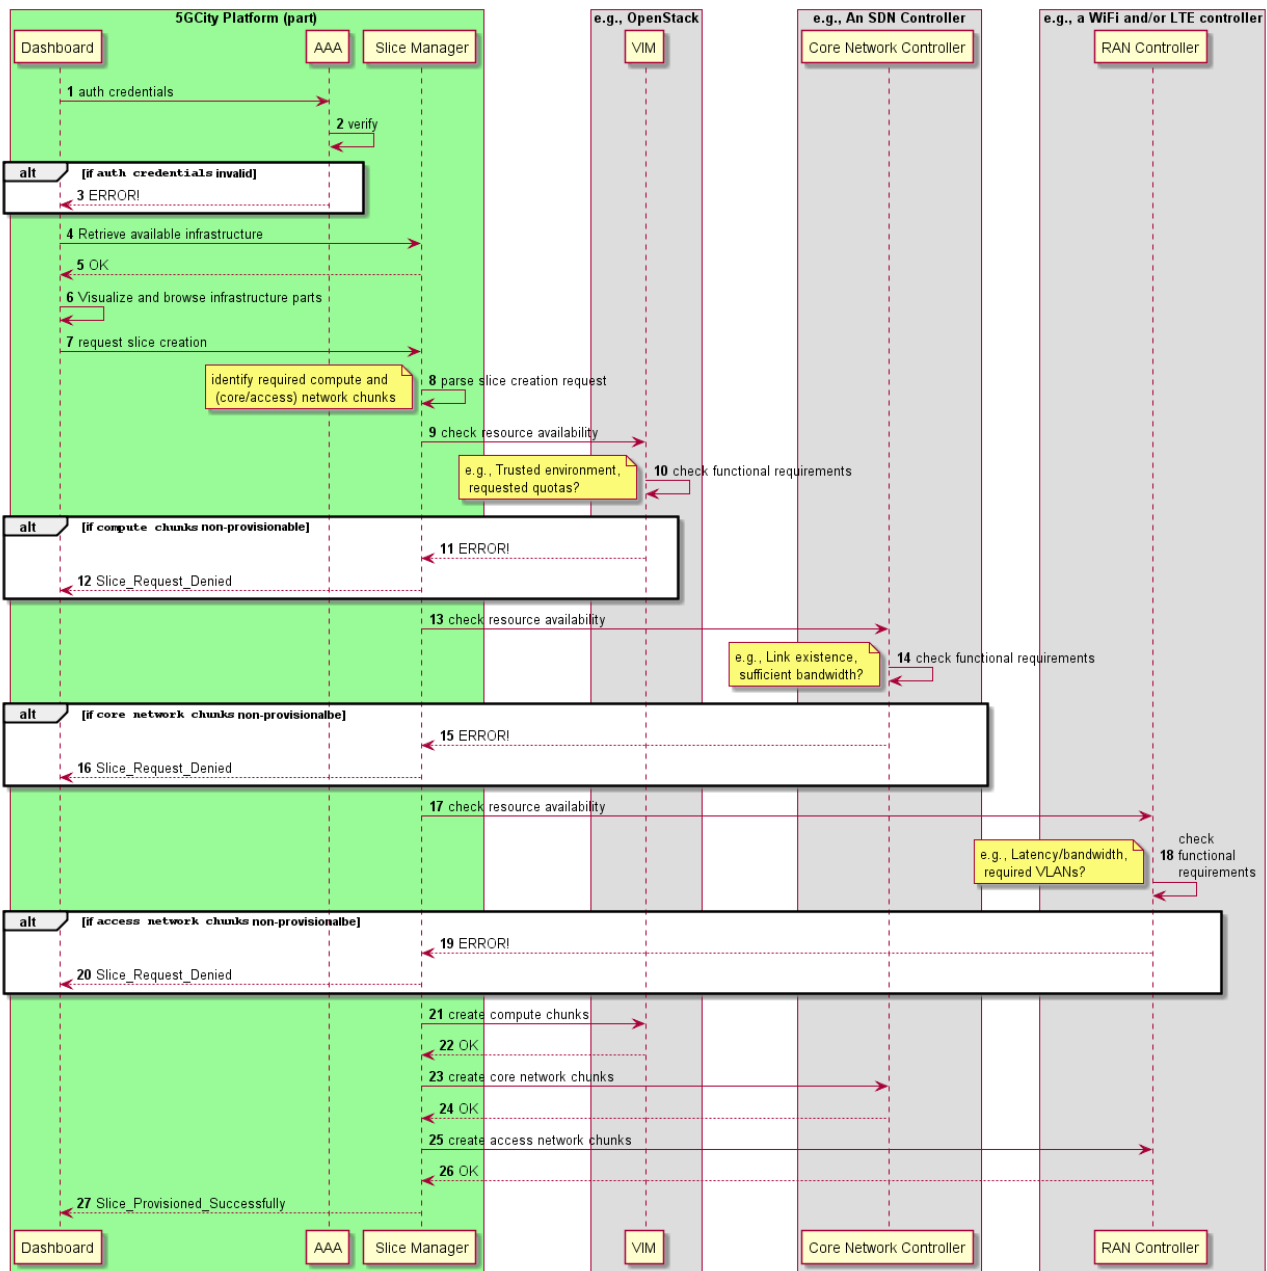 5GCity Platform (part)
e.g., OpenStack
e.g., An SDN Controller
e.g., a WiFi and/or LTE controller
Dashboard
AAA
Slice Manager
VIM
Core Network Controller
RAN Controller
1 auth credentials
2 verify
alt [if auth credentials invalid]
3 ERROR!
4 Retrieve available infrastructure
5 OK
6 Visualize and browse infrastructure parts
7 request slice creation
identify required compute and
(core/access) network chunks
8 parse slice creation request
9 check resource availability
e.g., Trusted environment,
requested quotas?
10 check functional requirements
alt [if compute chunks non-provisionable]
11 ERROR!
12 Slice_Request_Denied
13 check resource availability
e.g., Link existence,
sufficient bandwidth?
14 check functional requirements
alt [if core network chunks non-provisionalbe]
15 ERROR!
16 Slice_Request_Denied
17 check resource availability
e.g., Latency/bandwidth,
required VLANs?
check
18 functional
requirements
alt [if access network chunks non-provisionalbe]
19 ERROR!
20 Slice_Request_Denied
21 create compute chunks
22 OK
23 create core network chunks
24 OK
25 create access network chunks
26 OK
27 Slice_Provisioned_Successfully
Dashboard
AAA
Slice Manager
VIM
Core Network Controller
RAN Controller